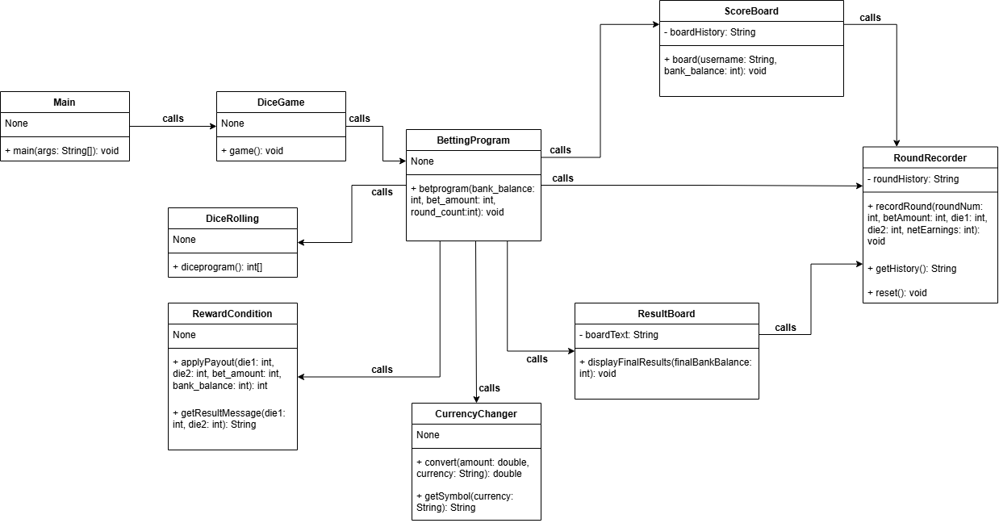 ScoreBoard
- boardHistory: String
+ board(username: String,
bank_balance: int): void
calls
Main
None
+ main(args: String[]): void
calls
DiceGame
None
+ game(): void
calls
BettingProgram
None
+ betprogram(bank_balance:
int, bet_amount: int,
round_count:int): void
calls
calls
calls
RoundRecorder
- roundHistory: String
+ recordRound(roundNum:
int, betAmount: int, die1: int,
die2: int, netEarnings: int):
void
+ getHistory(): String
+ reset(): void
DiceRolling
None
+ diceprogram(): int[]
RewardCondition
None
+ applyPayout(die1: int,
die2: int, bet_amount: int,
bank_balance: int): int
+ getResultMessage(die1:
int, die2: int): String
calls
calls
calls
ResultBoard
- boardText: String
+ displayFinalResults(finalBankBalance:
int): void
calls
CurrencyChanger
None
+ convert(amount: double,
currency: String): double
+ getSymbol(currency:
String): String